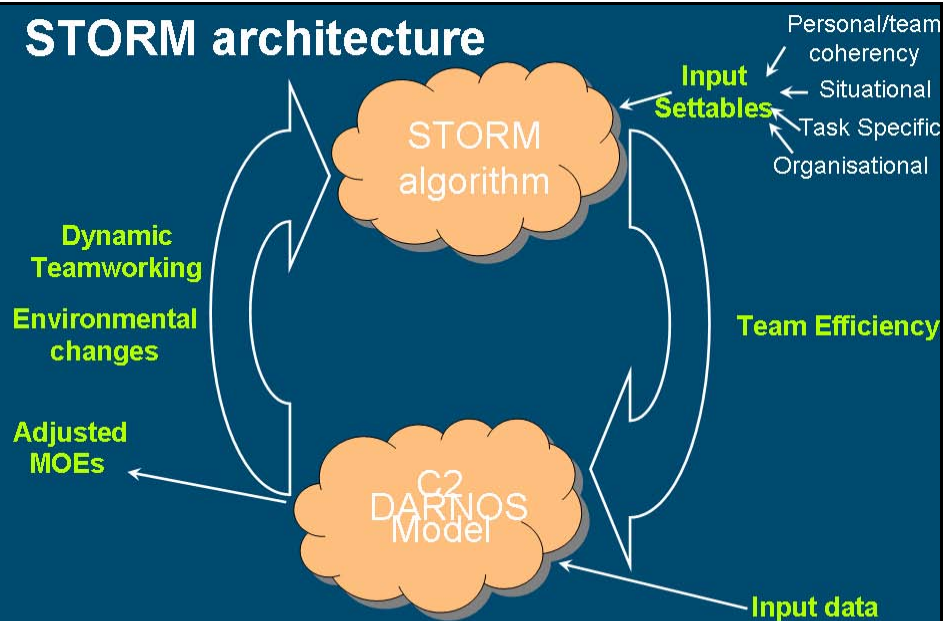 STORM architecture
Personal/team
coherency
Input
Settables
Situational
Task Specific
Organisational
STORM
algorithm
Dynamic
Teamworking
Environmental
changes
Team Efficiency
Adjusted
MOEs
C2
DARNOS
Model
Input data